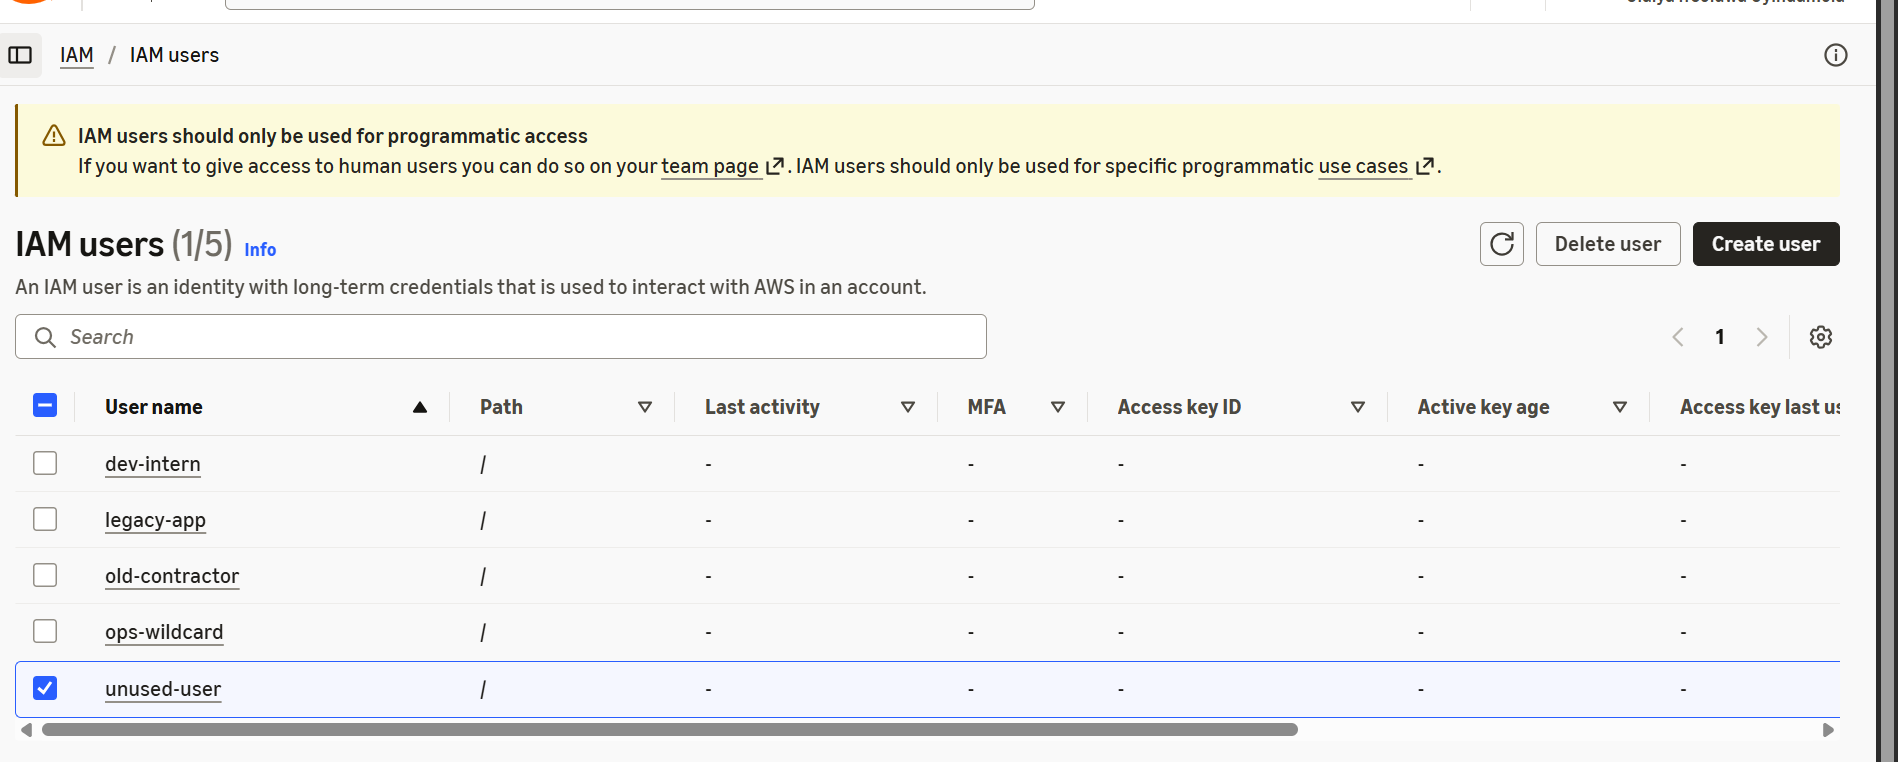 IAM / IAM users
IAM users should only be used for programmatic access
If you want to give access to human users you can do so on your team page. IAM users should only be used for specific programmatic use cases.
IAM users (1/5) Info
Delete user
Create user
An IAM user is an identity with long-term credentials that is used to interact with AWS in an account.
Search
1
User name Path Last activity MFA Access key ID Active key age Access key last us
dev-intern / - - - - -
legacy-app / - - - - -
old-contractor / - - - - -
ops-wildcard / - - - - -
unused-user / - - - - -